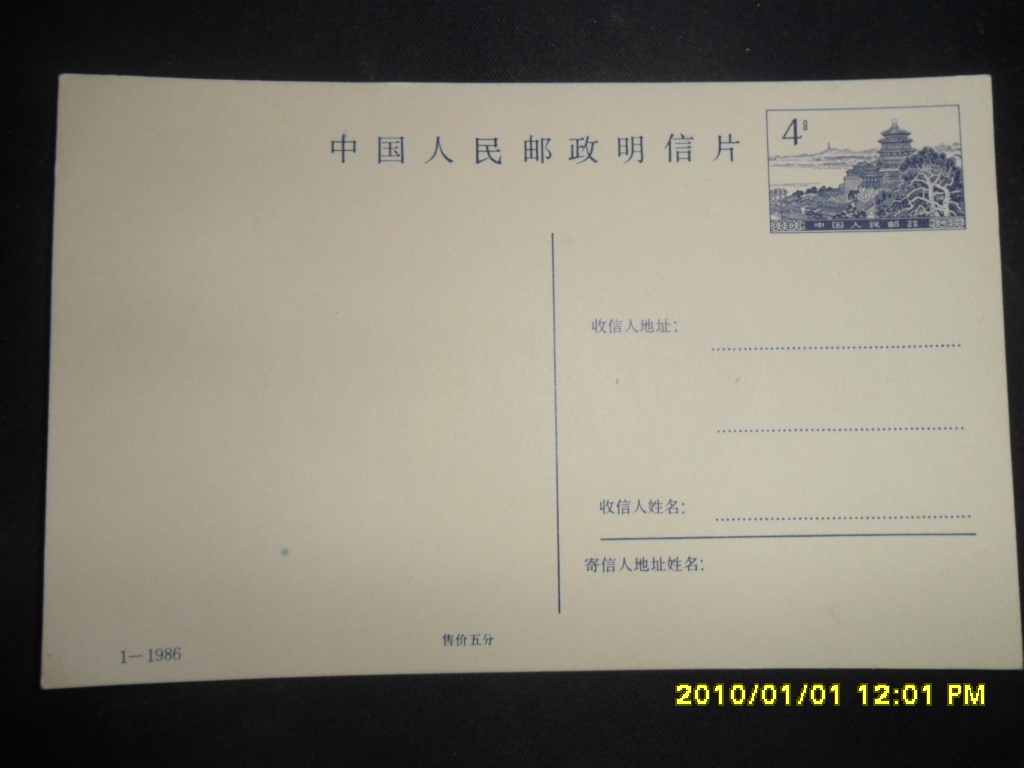 中国人民邮政明信片
4分
中国人民邮政
收信人地址：
收信人姓名：
寄信人地址姓名：
售价五分
1—1986
2010/01/01 12:01 PM